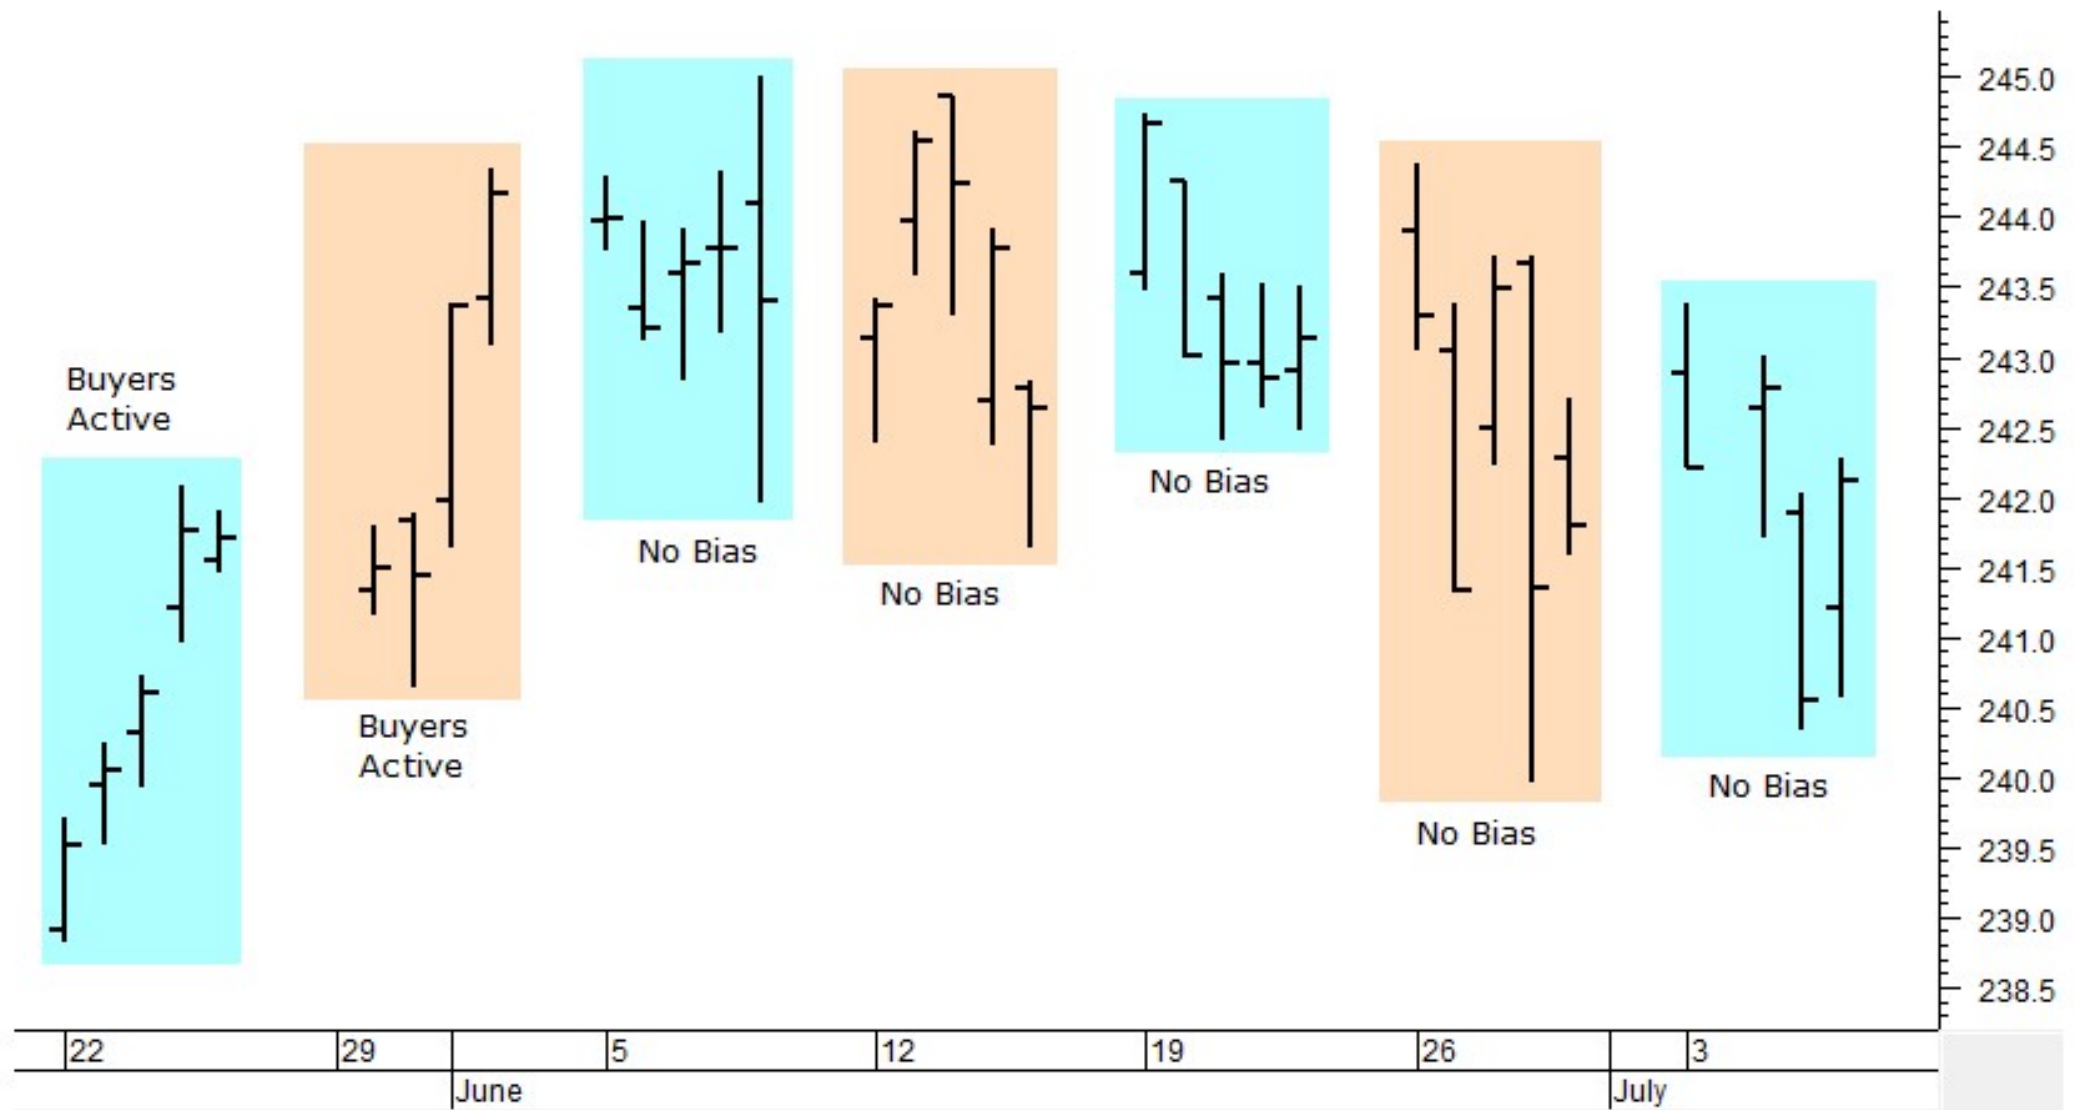 245.0
244.5
244.0
243.5
Buyers
Active
243.0
242.5
No Bias
242.0
No Bias
241.5
No Bias
241.0
Buyers
Active
240.5
No Bias
240.0
No Bias
239.5
239.0
238.5
22 29 5 12 19 26 3
June July